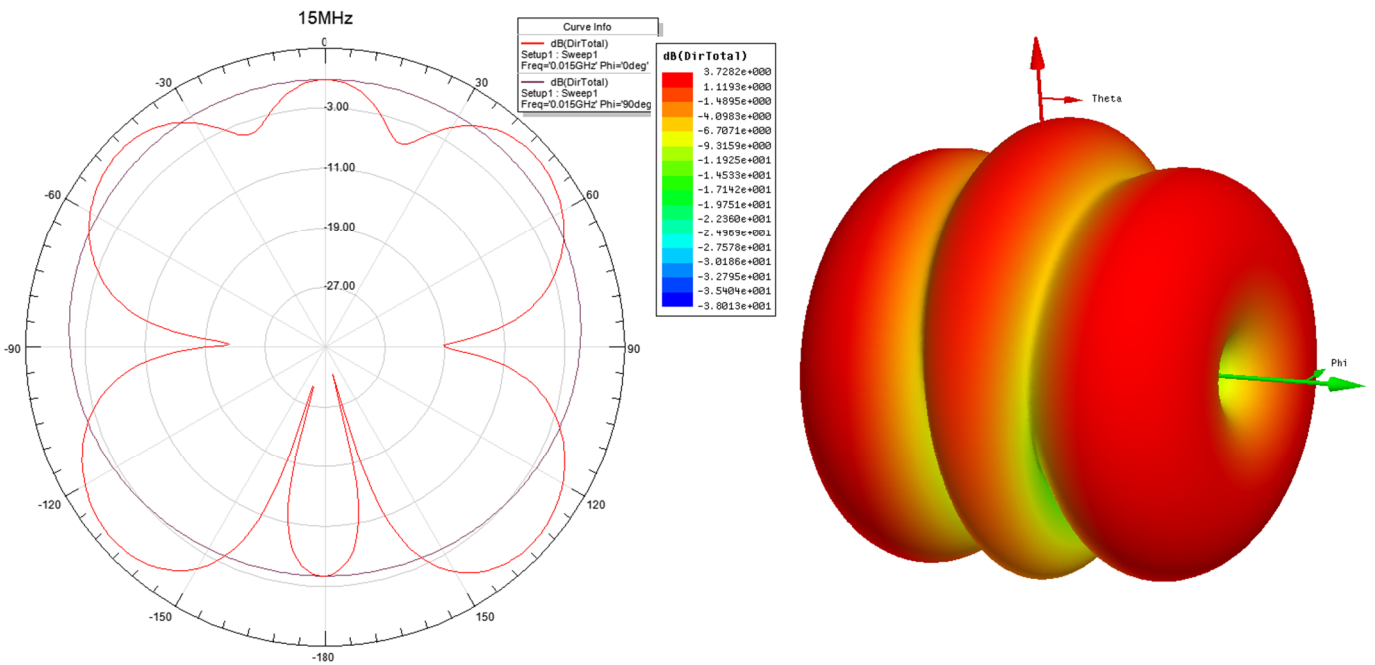 15MHz
Curve Info
dB(DirTotal)
Setup1 : Sweep1
Freq='0.015GHz' Phi='0deg'
dB(DirTotal)
Setup1 : Sweep1
Freq='0.015GHz' Phi='90deg
0
-30
30
-3.00
-60
60
-11.00
-19.00
-27.00
-90
90
-120
120
-150
150
-180
dB(DirTotal)
3.7282e+000
1.1193e+000
-1.4895e+000
-4.0983e+000
-6.7071e+000
-9.3159e+000
-1.1925e+001
-1.4533e+001
-1.7142e+001
-1.9751e+001
-2.2360e+001
-2.4969e+001
-2.7578e+001
-3.0186e+001
-3.2795e+001
-3.5404e+001
-3.8013e+001
Theta
Phi